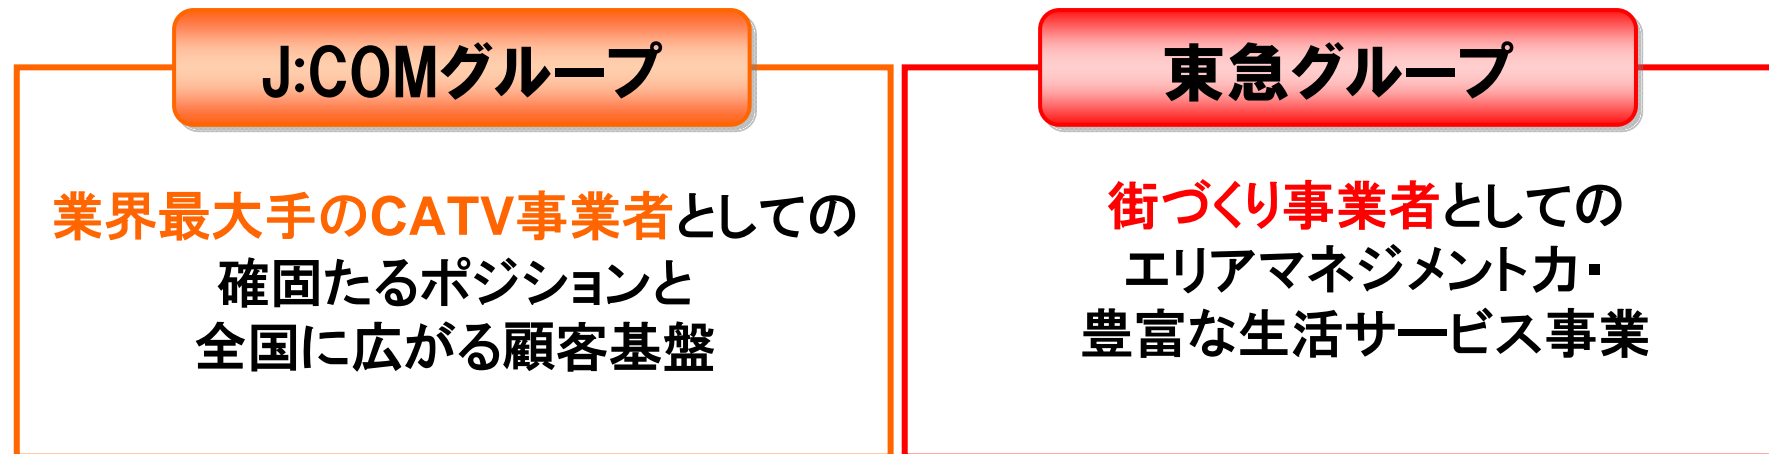 J:COMグループ
業界最大手のCATV事業者としての
確固たるポジションと
全国に広がる顧客基盤
東急グループ
街づくり事業者としての
エリアマネジメント力・
豊富な生活サービス事業